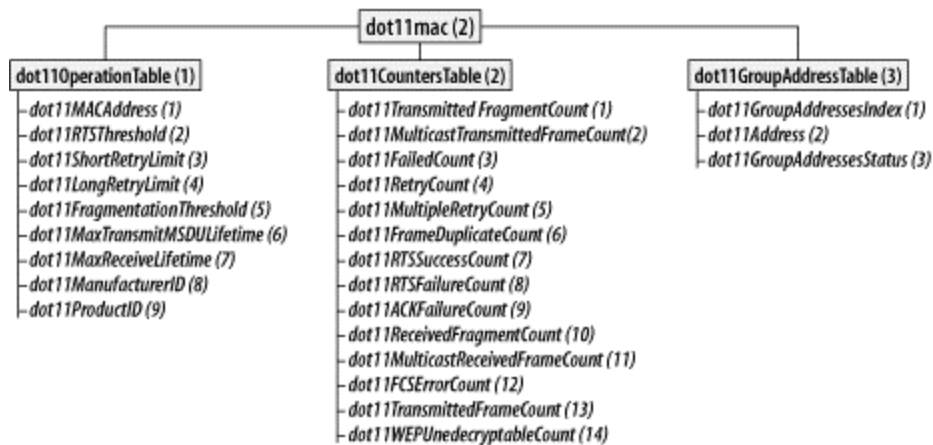 dot11mac (2)
dot11OperationTable (1)
dot11MACAddress (1)
dot11RTSThreshold (2)
dot11ShortRetryLimit (3)
dot11LongRetryLimit (4)
dot11FragmentationThreshold (5)
dot11MaxTransmitMSDULifetime (6)
dot11MaxReceiveLifetime (7)
dot11ManufacturerID (8)
dot11ProductID (9)
dot11CountersTable (2)
dot11Transmitted FragmentCount (1)
dot11MulticastTransmittedFrameCount(2)
dot11FailedCount (3)
dot11RetryCount (4)
dot11MultipleRetryCount (5)
dot11FrameDuplicateCount (6)
dot11RTSSuccessCount (7)
dot11RTSFailureCount (8)
dot11ACKFailureCount (9)
dot11ReceivedFragmentCount (10)
dot11MulticastReceivedFrameCount (11)
dot11FCSErrorCount (12)
dot11TransmittedFrameCount (13)
dot11WEPUnedecryptableCount (14)
dot11GroupAddressTable (3)
dot11GroupAddressesIndex (1)
dot11Address (2)
dot11GroupAddressesStatus (3)